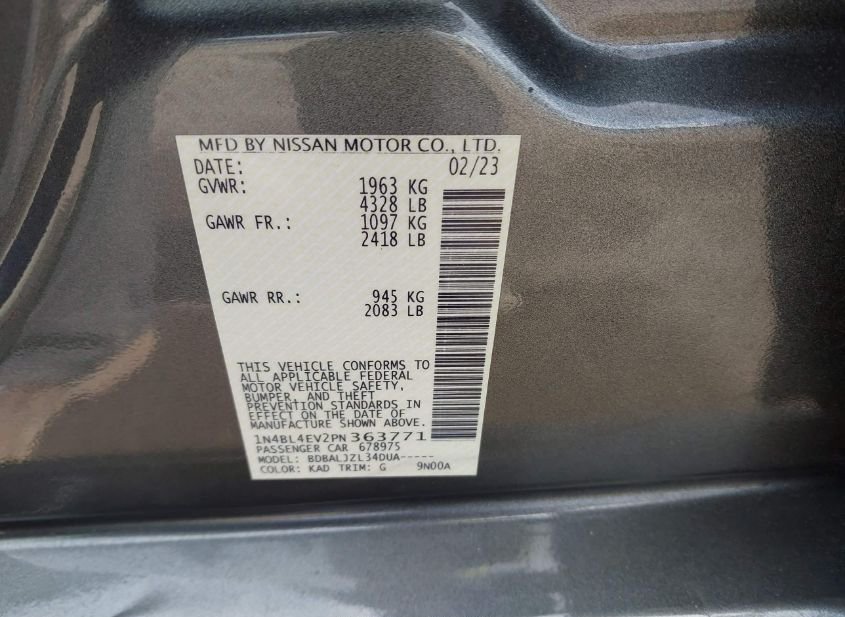 MFD BY NISSAN MOTOR CO., LTD.
DATE: 02/23
GVWR: 1963 KG
4328 LB
GAWR FR.: 1097 KG
2418 LB
GAWR RR.: 945 KG
2083 LB
THIS VEHICLE CONFORMS TO
ALL APPLICABLE FEDERAL
MOTOR VEHICLE SAFETY,
BUMPER, AND THEFT
PREVENTION STANDARDS IN
EFFECT ON THE DATE OF
MANUFACTURE SHOWN ABOVE.
1N4BL4EV2PN363771
PASSENGER CAR 678975
MODEL: BDBALJZL34DUA-----
COLOR: KAD TRIM: G 9N00A